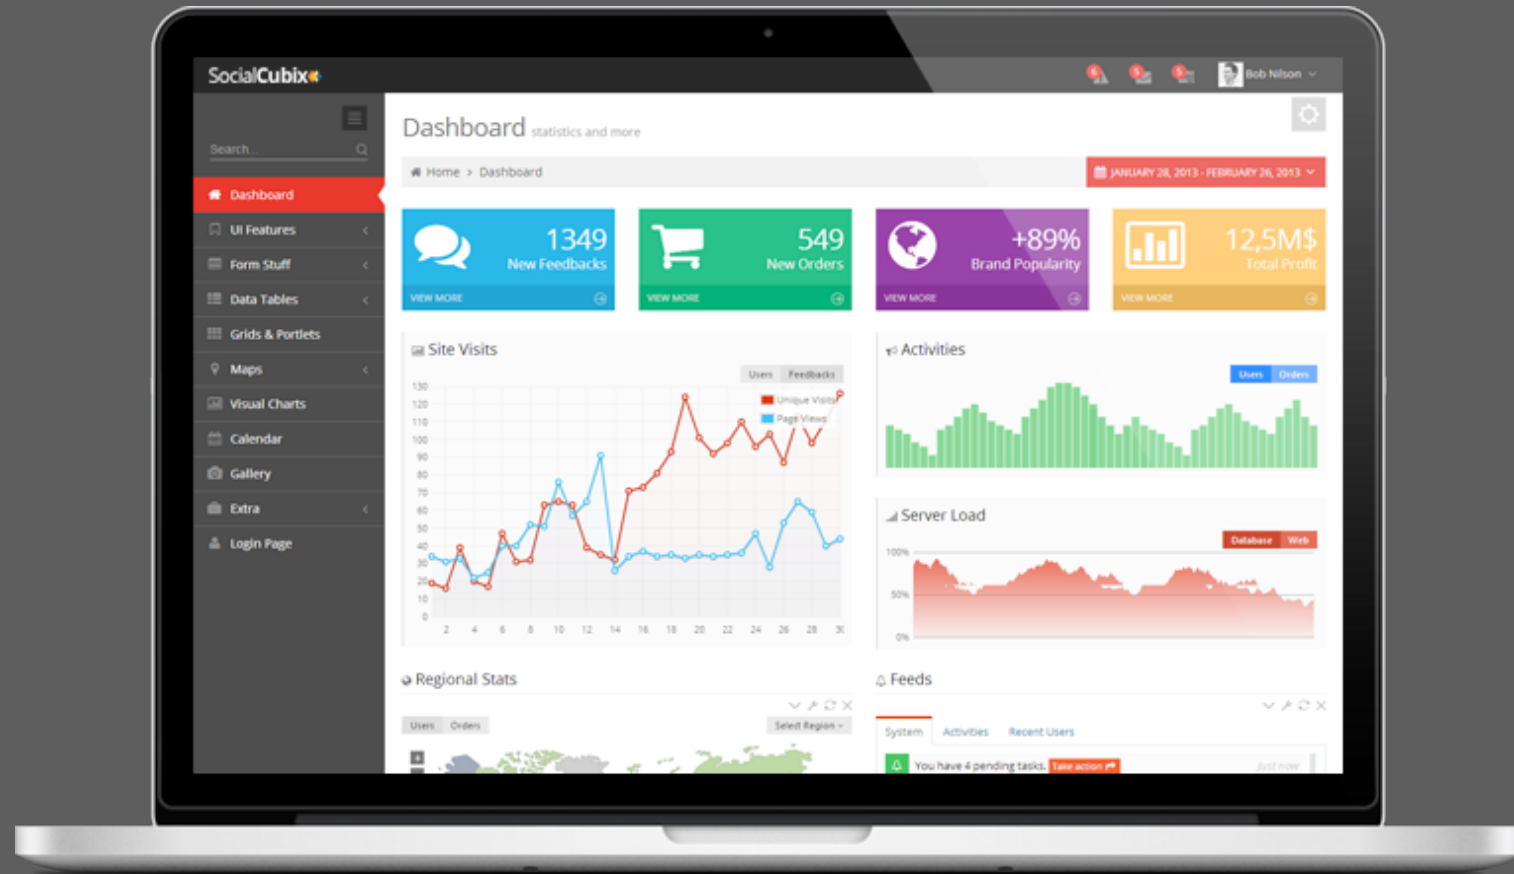 SocialCubix
6
5
5
Bob Nilson
Search...
Dashboard
UI Features
Form Stuff
Data Tables
Grids & Portlets
Maps
Visual Charts
Calendar
Gallery
Extra
Login Page
Dashboard statistics and more
Home > Dashboard
JANUARY 28, 2013 - FEBRUARY 26, 2013
1349
New Feedbacks
VIEW MORE
549
New Orders
VIEW MORE
+89%
Brand Popularity
VIEW MORE
12,5M$
Total Profit
VIEW MORE
Site Visits
Users Feedbacks
Unique Visits
Page Views
130
120
110
100
90
80
70
60
50
40
30
20
10
0
2 4 6 8 10 12 14 16 18 20 22 24 26 28 30
Activities
Users Orders
Server Load
Database Web
100%
50%
0%
Regional Stats
Users Orders
Select Region
Feeds
System Activities Recent Users
You have 4 pending tasks. Take action
Just now